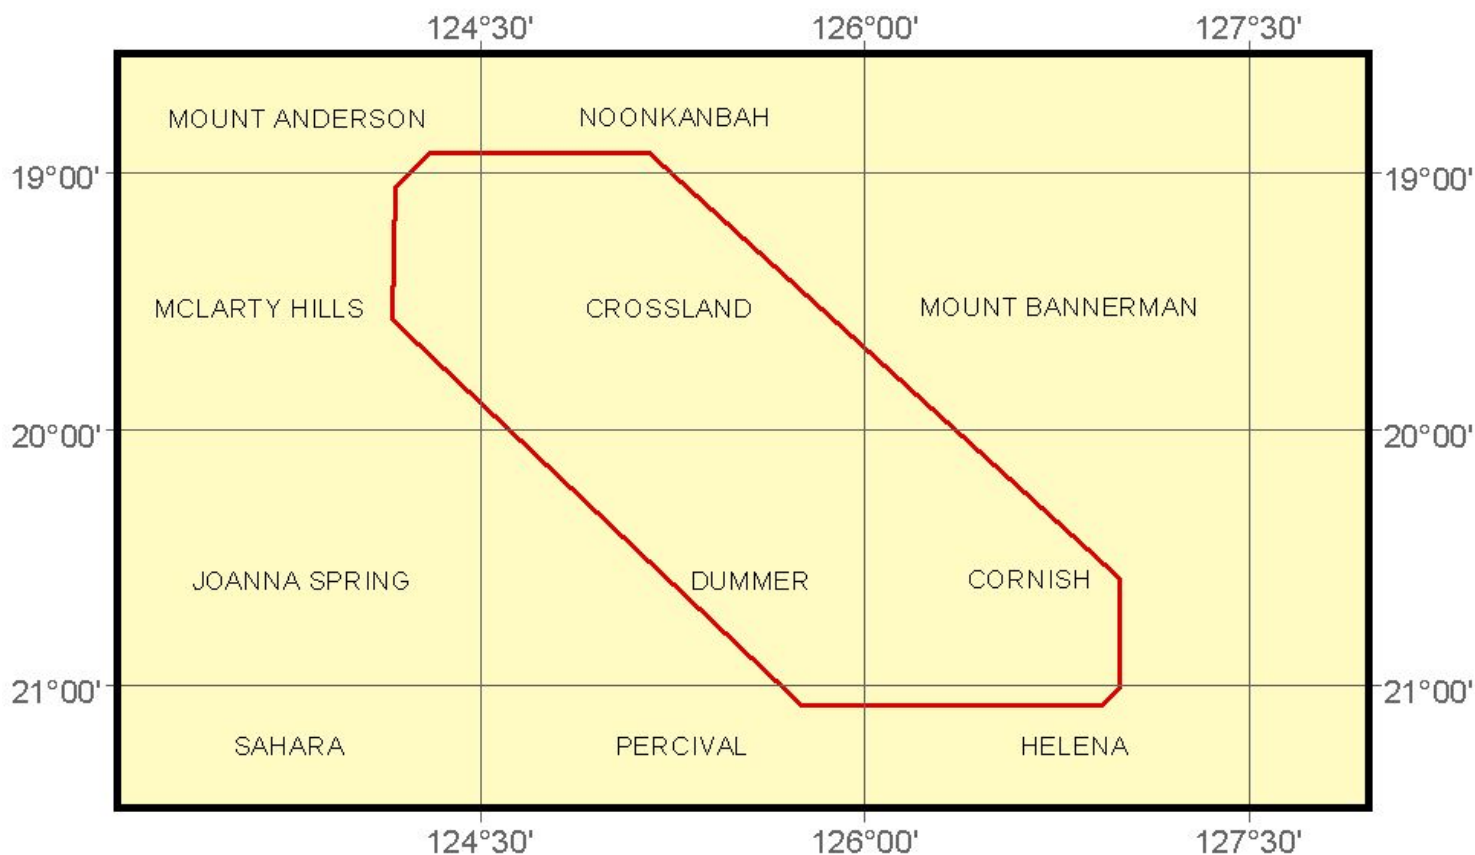 124°30' 126°00' 127°30'
MOUNT ANDERSON NOONKANBAH
19°00' 19°00'
MCLARTY HILLS CROSSLAND MOUNT BANNERMAN
20°00' 20°00'
JOANNA SPRING DUMMER CORNISH
21°00' 21°00'
SAHARA PERCIVAL HELENA
124°30' 126°00' 127°30'